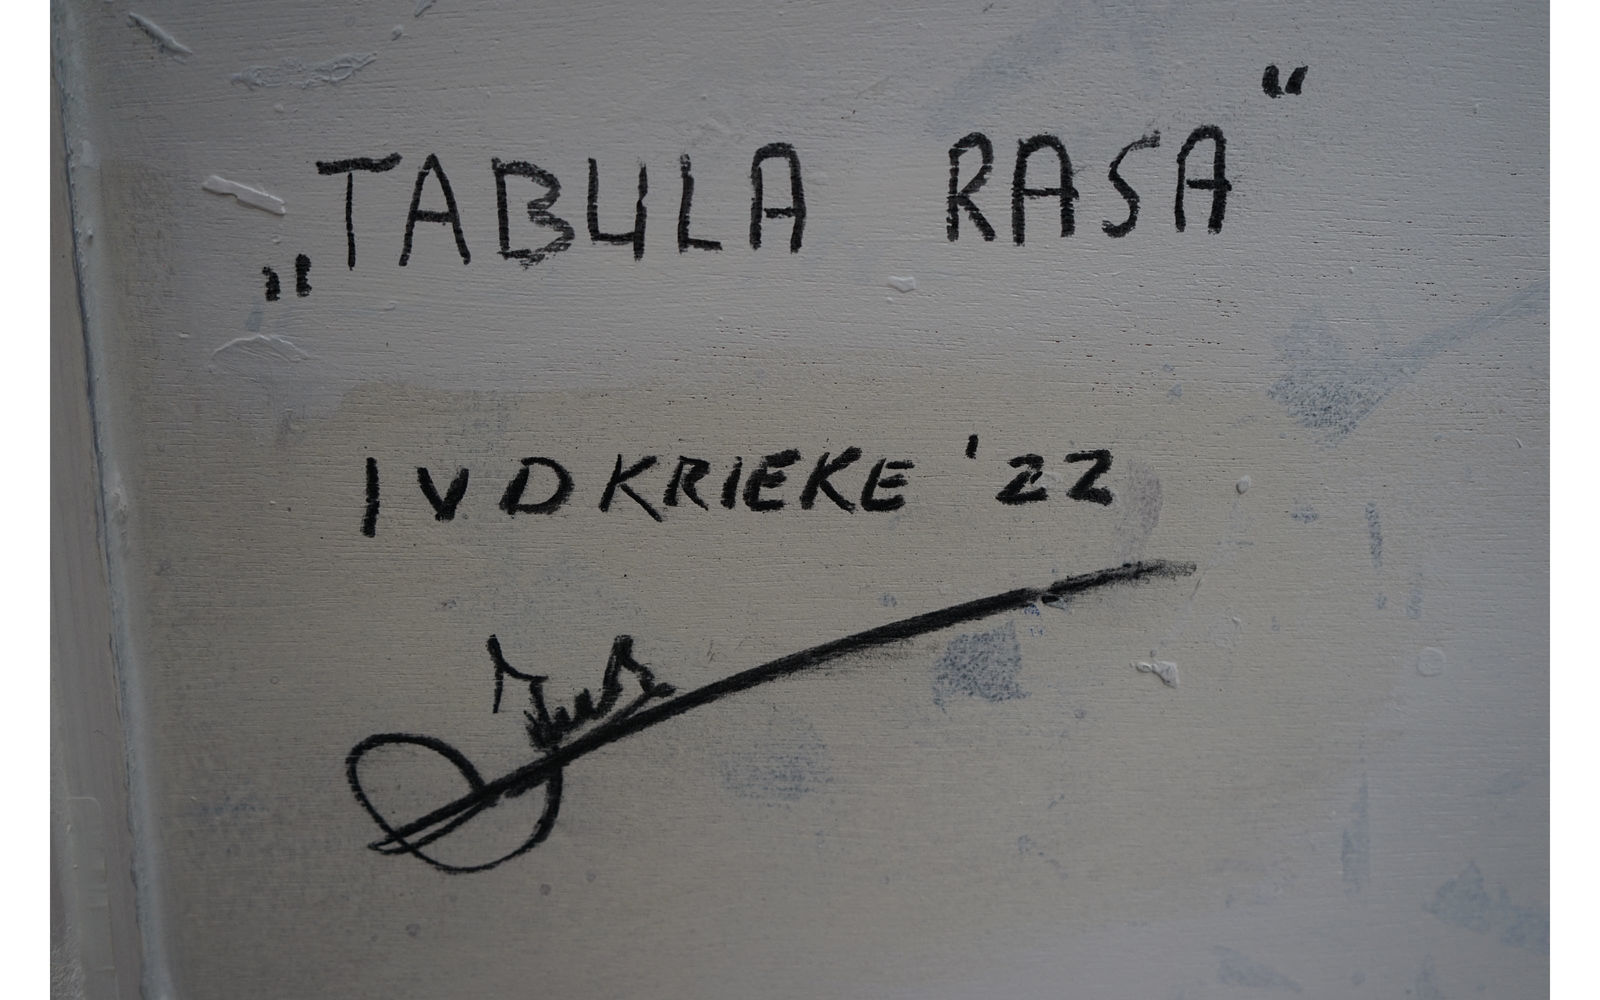 „TABULA RASA“
IVDKRIEKE '22